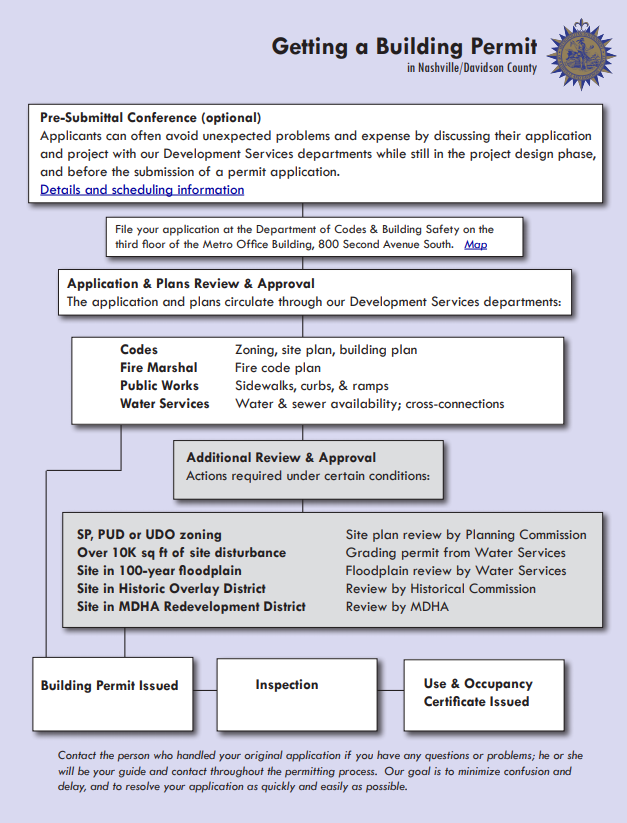 Getting a Building Permit
in Nashville/Davidson County
Pre-Submittal Conference (optional)
Applicants can often avoid unexpected problems and expense by discussing their application
and project with our Development Services departments while still in the project design phase,
and before the submission of a permit application.
Details and scheduling information
File your application at the Department of Codes & Building Safety on the
third floor of the Metro Office Building, 800 Second Avenue South. Map
Application & Plans Review & Approval
The application and plans circulate through our Development Services departments:
Codes Zoning, site plan, building plan
Fire Marshal Fire code plan
Public Works Sidewalks, curbs, & ramps
Water Services Water & sewer availability; cross-connections
Additional Review & Approval
Actions required under certain conditions:
SP, PUD or UDO zoning Site plan review by Planning Commission
Over 10K sq ft of site disturbance Grading permit from Water Services
Site in 100-year floodplain Floodplain review by Water Services
Site in Historic Overlay District Review by Historical Commission
Site in MDHA Redevelopment District Review by MDHA
Building Permit Issued
Inspection
Use & Occupancy
Certificate Issued
Contact the person who handled your original application if you have any questions or problems; he or she
will be your guide and contact throughout the permitting process. Our goal is to minimize confusion and
delay, and to resolve your application as quickly and easily as possible.